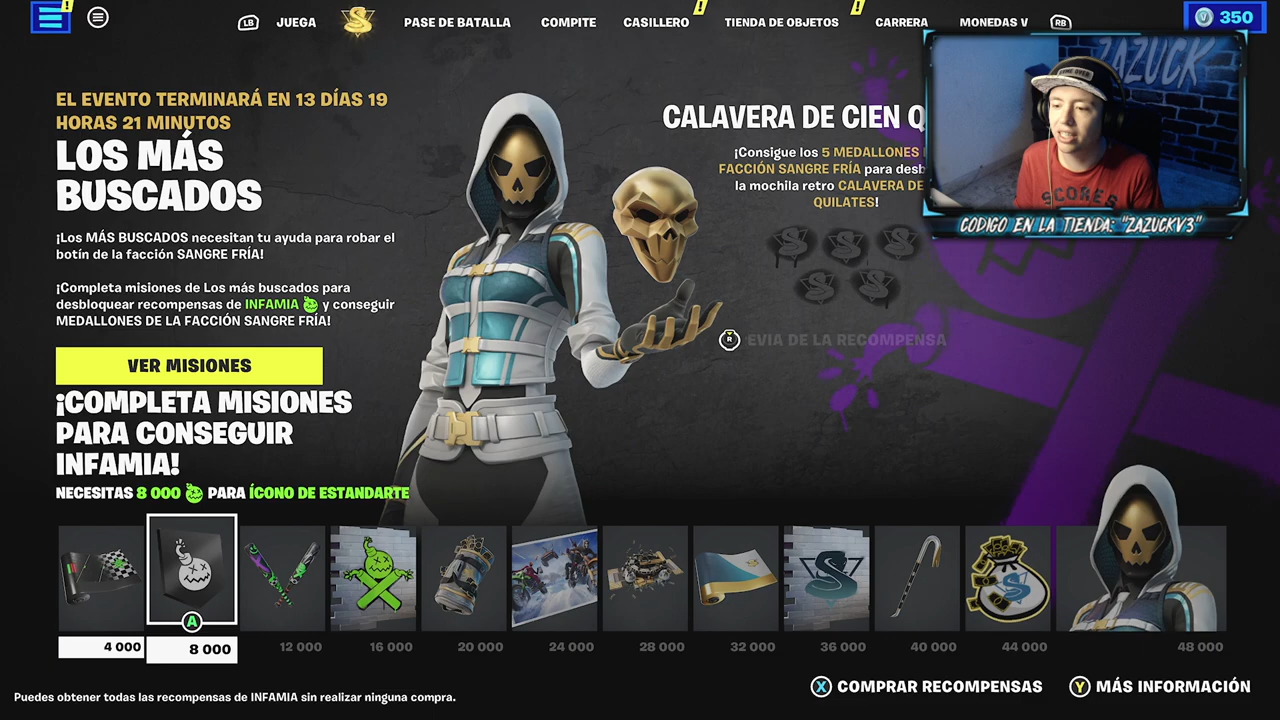 LB JUEGA PASE DE BATALLA COMPITE CASILLERO TIENDA DE OBJETOS CARRERA MONEDAS V RB 350
EL EVENTO TERMINARÁ EN 13 DÍAS 19
HORAS 21 MINUTOS
LOS MÁS
BUSCADOS
¡Los MÁS BUSCADOS necesitan tu ayuda para robar el
botín de la facción SANGRE FRÍA!
¡Completa misiones de Los más buscados para
desbloquear recompensas de INFAMIA y conseguir
MEDALLONES DE LA FACCIÓN SANGRE FRÍA!
VER MISIONES
¡COMPLETA MISIONES
PARA CONSEGUIR
INFAMIA!
NECESITAS 8 000 PARA ÍCONO DE ESTANDARTE
CALAVERA DE CIEN Q
¡Consigue los 5 MEDALLONES
FACCIÓN SANGRE FRÍA para desb
la mochila retro CALAVERA DE
QUILATES!
R EVIA DE LA RECOMPENSA
ZAZUCK
GAME OVER
SCORES
CODIGO EN LA TIENDA: "ZAZUCKV3"
A
4 000 8 000 12 000 16 000 20 000 24 000 28 000 32 000 36 000 40 000 44 000 48 000
X COMPRAR RECOMPENSAS Y MÁS INFORMACIÓN
Puedes obtener todas las recompensas de INFAMIA sin realizar ninguna compra.